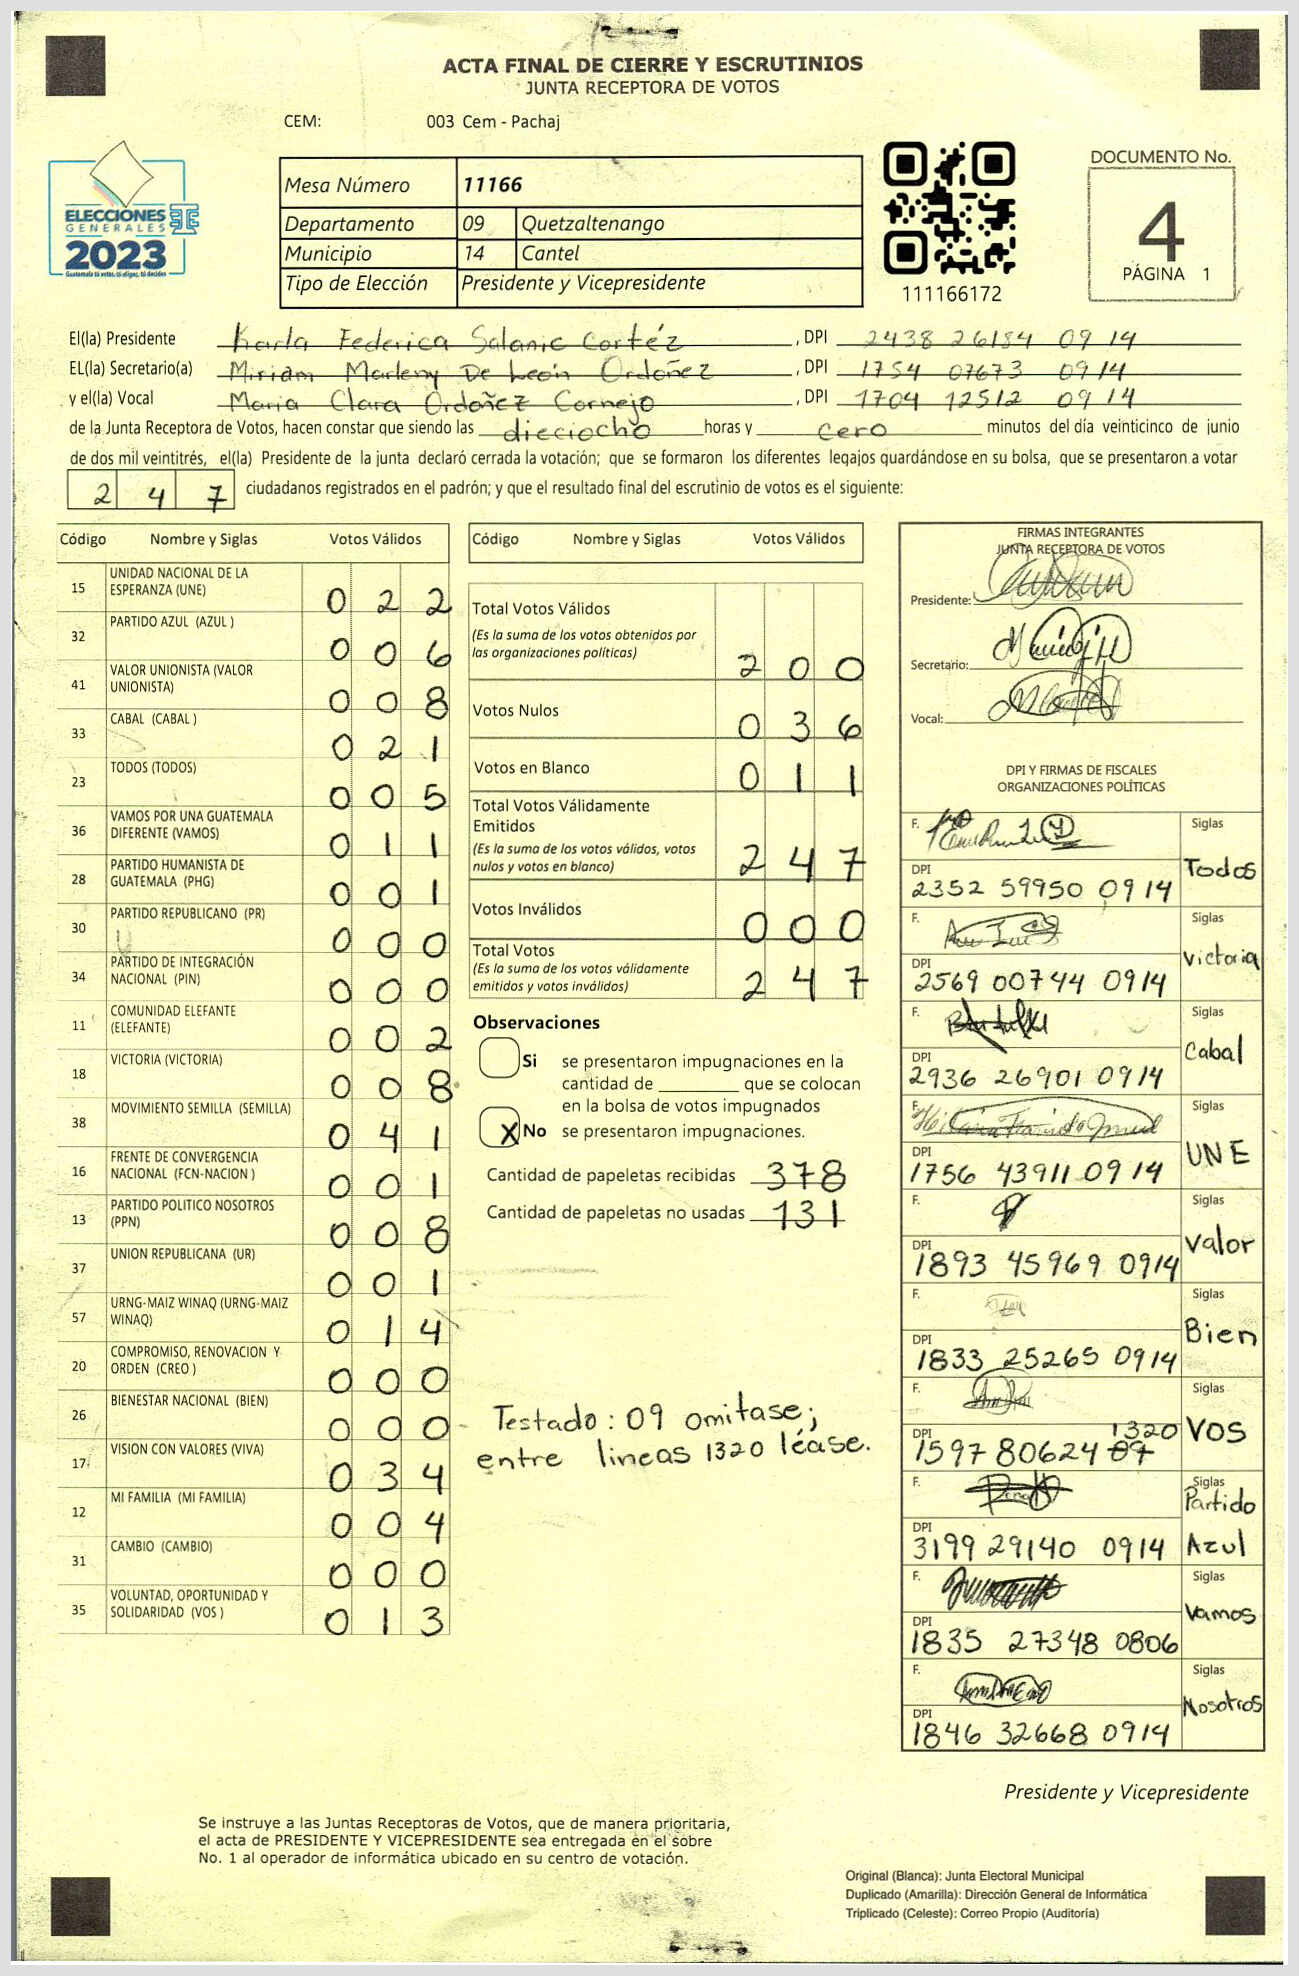 ACTA FINAL DE CIERRE Y ESCRUTINIOS
JUNTA RECEPTORA DE VOTOS
CEM: 003 Cem - Pachaj
ELECCIONES
GENERALES
2023
Guatemala tú votas, tú eliges, tú decides
Mesa Número 11166
Departamento 09 Quetzaltenango
Municipio 14 Cantel
Tipo de Elección Presidente y Vicepresidente
111166172
DOCUMENTO No.
4
PÁGINA 1
El(la) Presidente Karla Federica Salanic Cortéz, DPI 2438 26184 09 14
EL(la) Secretario(a) Miriam Marleny De León Ordoñez, DPI 1754 07673 0914
y el(la) Vocal Maria Clara Ordoñez Cornejo, DPI 1704 12512 0914
de la Junta Receptora de Votos, hacen constar que siendo las dieciocho horas y cero minutos del día veinticinco de junio
de dos mil veintitrés, el(la) Presidente de la junta declaró cerrada la votación; que se formaron los diferentes legajos guardándose en su bolsa, que se presentaron a votar
2 4 7 ciudadanos registrados en el padrón; y que el resultado final del escrutinio de votos es el siguiente:
Código Nombre y Siglas Votos Válidos
15 UNIDAD NACIONAL DE LA ESPERANZA (UNE) 0 2 2
32 PARTIDO AZUL (AZUL ) 0 0 6
41 VALOR UNIONISTA (VALOR UNIONISTA) 0 0 8
33 CABAL (CABAL ) 0 2 1
23 TODOS (TODOS) 0 0 5
36 VAMOS POR UNA GUATEMALA DIFERENTE (VAMOS) 0 1 1
28 PARTIDO HUMANISTA DE GUATEMALA (PHG) 0 0 1
30 PARTIDO REPUBLICANO (PR) 0 0 0
34 PARTIDO DE INTEGRACIÓN NACIONAL (PIN) 0 0 0
11 COMUNIDAD ELEFANTE (ELEFANTE) 0 0 2
18 VICTORIA (VICTORIA) 0 0 8
38 MOVIMIENTO SEMILLA (SEMILLA) 0 4 1
16 FRENTE DE CONVERGENCIA NACIONAL (FCN-NACION ) 0 0 1
13 PARTIDO POLITICO NOSOTROS (PPN) 0 0 8
37 UNION REPUBLICANA (UR) 0 0 1
57 URNG-MAIZ WINAQ (URNG-MAIZ WINAQ) 0 1 4
20 COMPROMISO, RENOVACION Y ORDEN (CREO ) 0 0 0
26 BIENESTAR NACIONAL (BIEN) 0 0 0
17 VISION CON VALORES (VIVA) 0 3 4
12 MI FAMILIA (MI FAMILIA) 0 0 4
31 CAMBIO (CAMBIO) 0 0 0
35 VOLUNTAD, OPORTUNIDAD Y SOLIDARIDAD (VOS ) 0 1 3
Código Nombre y Siglas Votos Válidos
Total Votos Válidos
(Es la suma de los votos obtenidos por
las organizaciones políticas) 2 0 0
Votos Nulos 0 3 6
Votos en Blanco 0 1 1
Total Votos Válidamente
Emitidos
(Es la suma de los votos válidos, votos
nulos y votos en blanco) 2 4 7
Votos Inválidos 0 0 0
Total Votos
(Es la suma de los votos válidamente
emitidos y votos inválidos) 2 4 7
Observaciones
Si se presentaron impugnaciones en la
cantidad de ________ que se colocan
en la bolsa de votos impugnados
X No se presentaron impugnaciones.
Cantidad de papeletas recibidas 378
Cantidad de papeletas no usadas 131
Testado: 09 omitase;
entre lineas 1320 léase.
FIRMAS INTEGRANTES
JUNTA RECEPTORA DE VOTOS
Presidente:
Secretario:
Vocal:
DPI Y FIRMAS DE FISCALES
ORGANIZACIONES POLÍTICAS
F. Siglas
DPI 2352 59950 0914 Todos
F. Siglas
DPI 2569 00744 0914 Victoria
F. Siglas
DPI 2936 26901 0914 Cabal
F. Siglas
DPI 1756 43911 0914 UNE
F. Siglas
DPI 1893 45969 0914 Valor
F. Siglas
DPI 1833 25265 0914 Bien
F. Siglas
1320
DPI 1597 80624 09 VOS
F. Siglas
DPI 3199 29140 0914 Partido Azul
F. Siglas
DPI 1835 27348 0806 Vamos
F. Siglas
DPI 1846 32668 0914 Nosotros
Presidente y Vicepresidente
Se instruye a las Juntas Receptoras de Votos, que de manera prioritaria,
el acta de PRESIDENTE Y VICEPRESIDENTE sea entregada en el sobre
No. 1 al operador de informática ubicado en su centro de votación.
Original (Blanca): Junta Electoral Municipal
Duplicado (Amarilla): Dirección General de Informática
Triplicado (Celeste): Correo Propio (Auditoría)